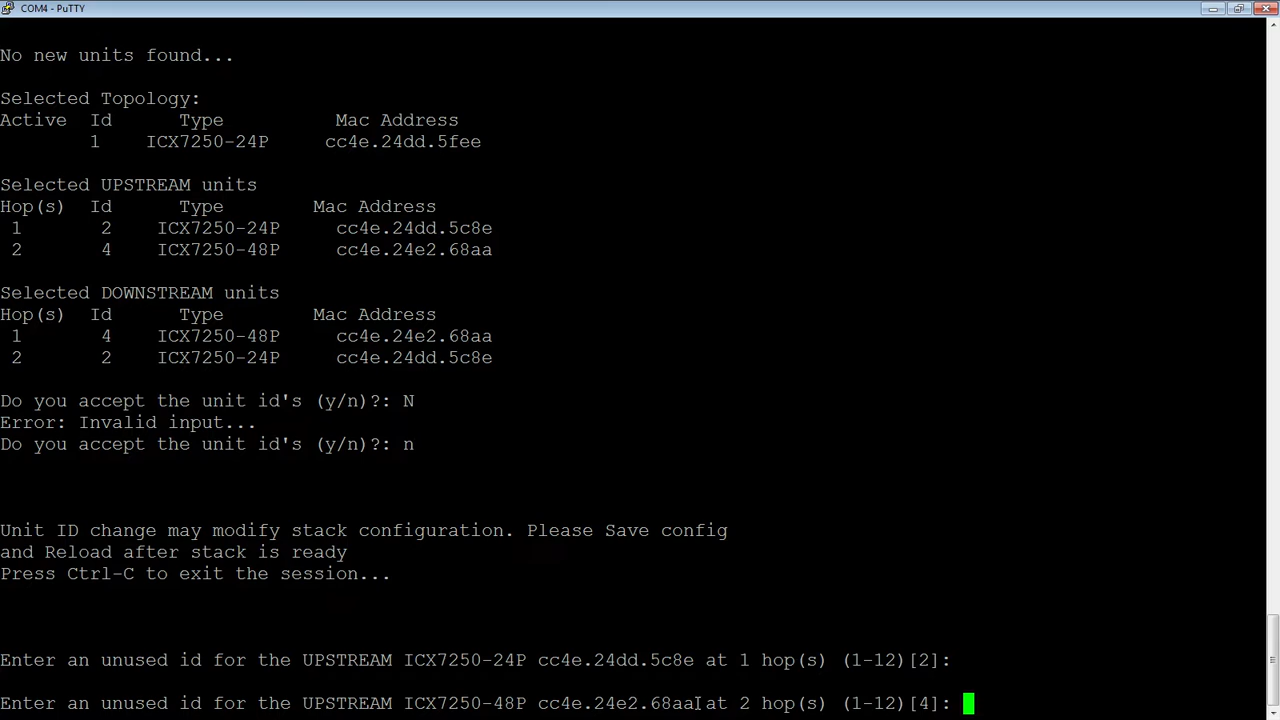 COM4 - PuTTY
No new units found...
Selected Topology:
Active  Id      Type            Mac Address
        1    ICX7250-24P     cc4e.24dd.5fee
Selected UPSTREAM units
Hop(s)  Id      Type          Mac Address
1       2    ICX7250-24P     cc4e.24dd.5c8e
2       4    ICX7250-48P     cc4e.24e2.68aa
Selected DOWNSTREAM units
Hop(s)  Id      Type          Mac Address
1       4    ICX7250-48P     cc4e.24e2.68aa
2       2    ICX7250-24P     cc4e.24dd.5c8e
Do you accept the unit id's (y/n)?: N
Error: Invalid input...
Do you accept the unit id's (y/n)?: n
Unit ID change may modify stack configuration. Please Save config
and Reload after stack is ready
Press Ctrl-C to exit the session...
Enter an unused id for the UPSTREAM ICX7250-24P cc4e.24dd.5c8e at 1 hop(s) (1-12)[2]:
Enter an unused id for the UPSTREAM ICX7250-48P cc4e.24e2.68aa at 2 hop(s) (1-12)[4]: